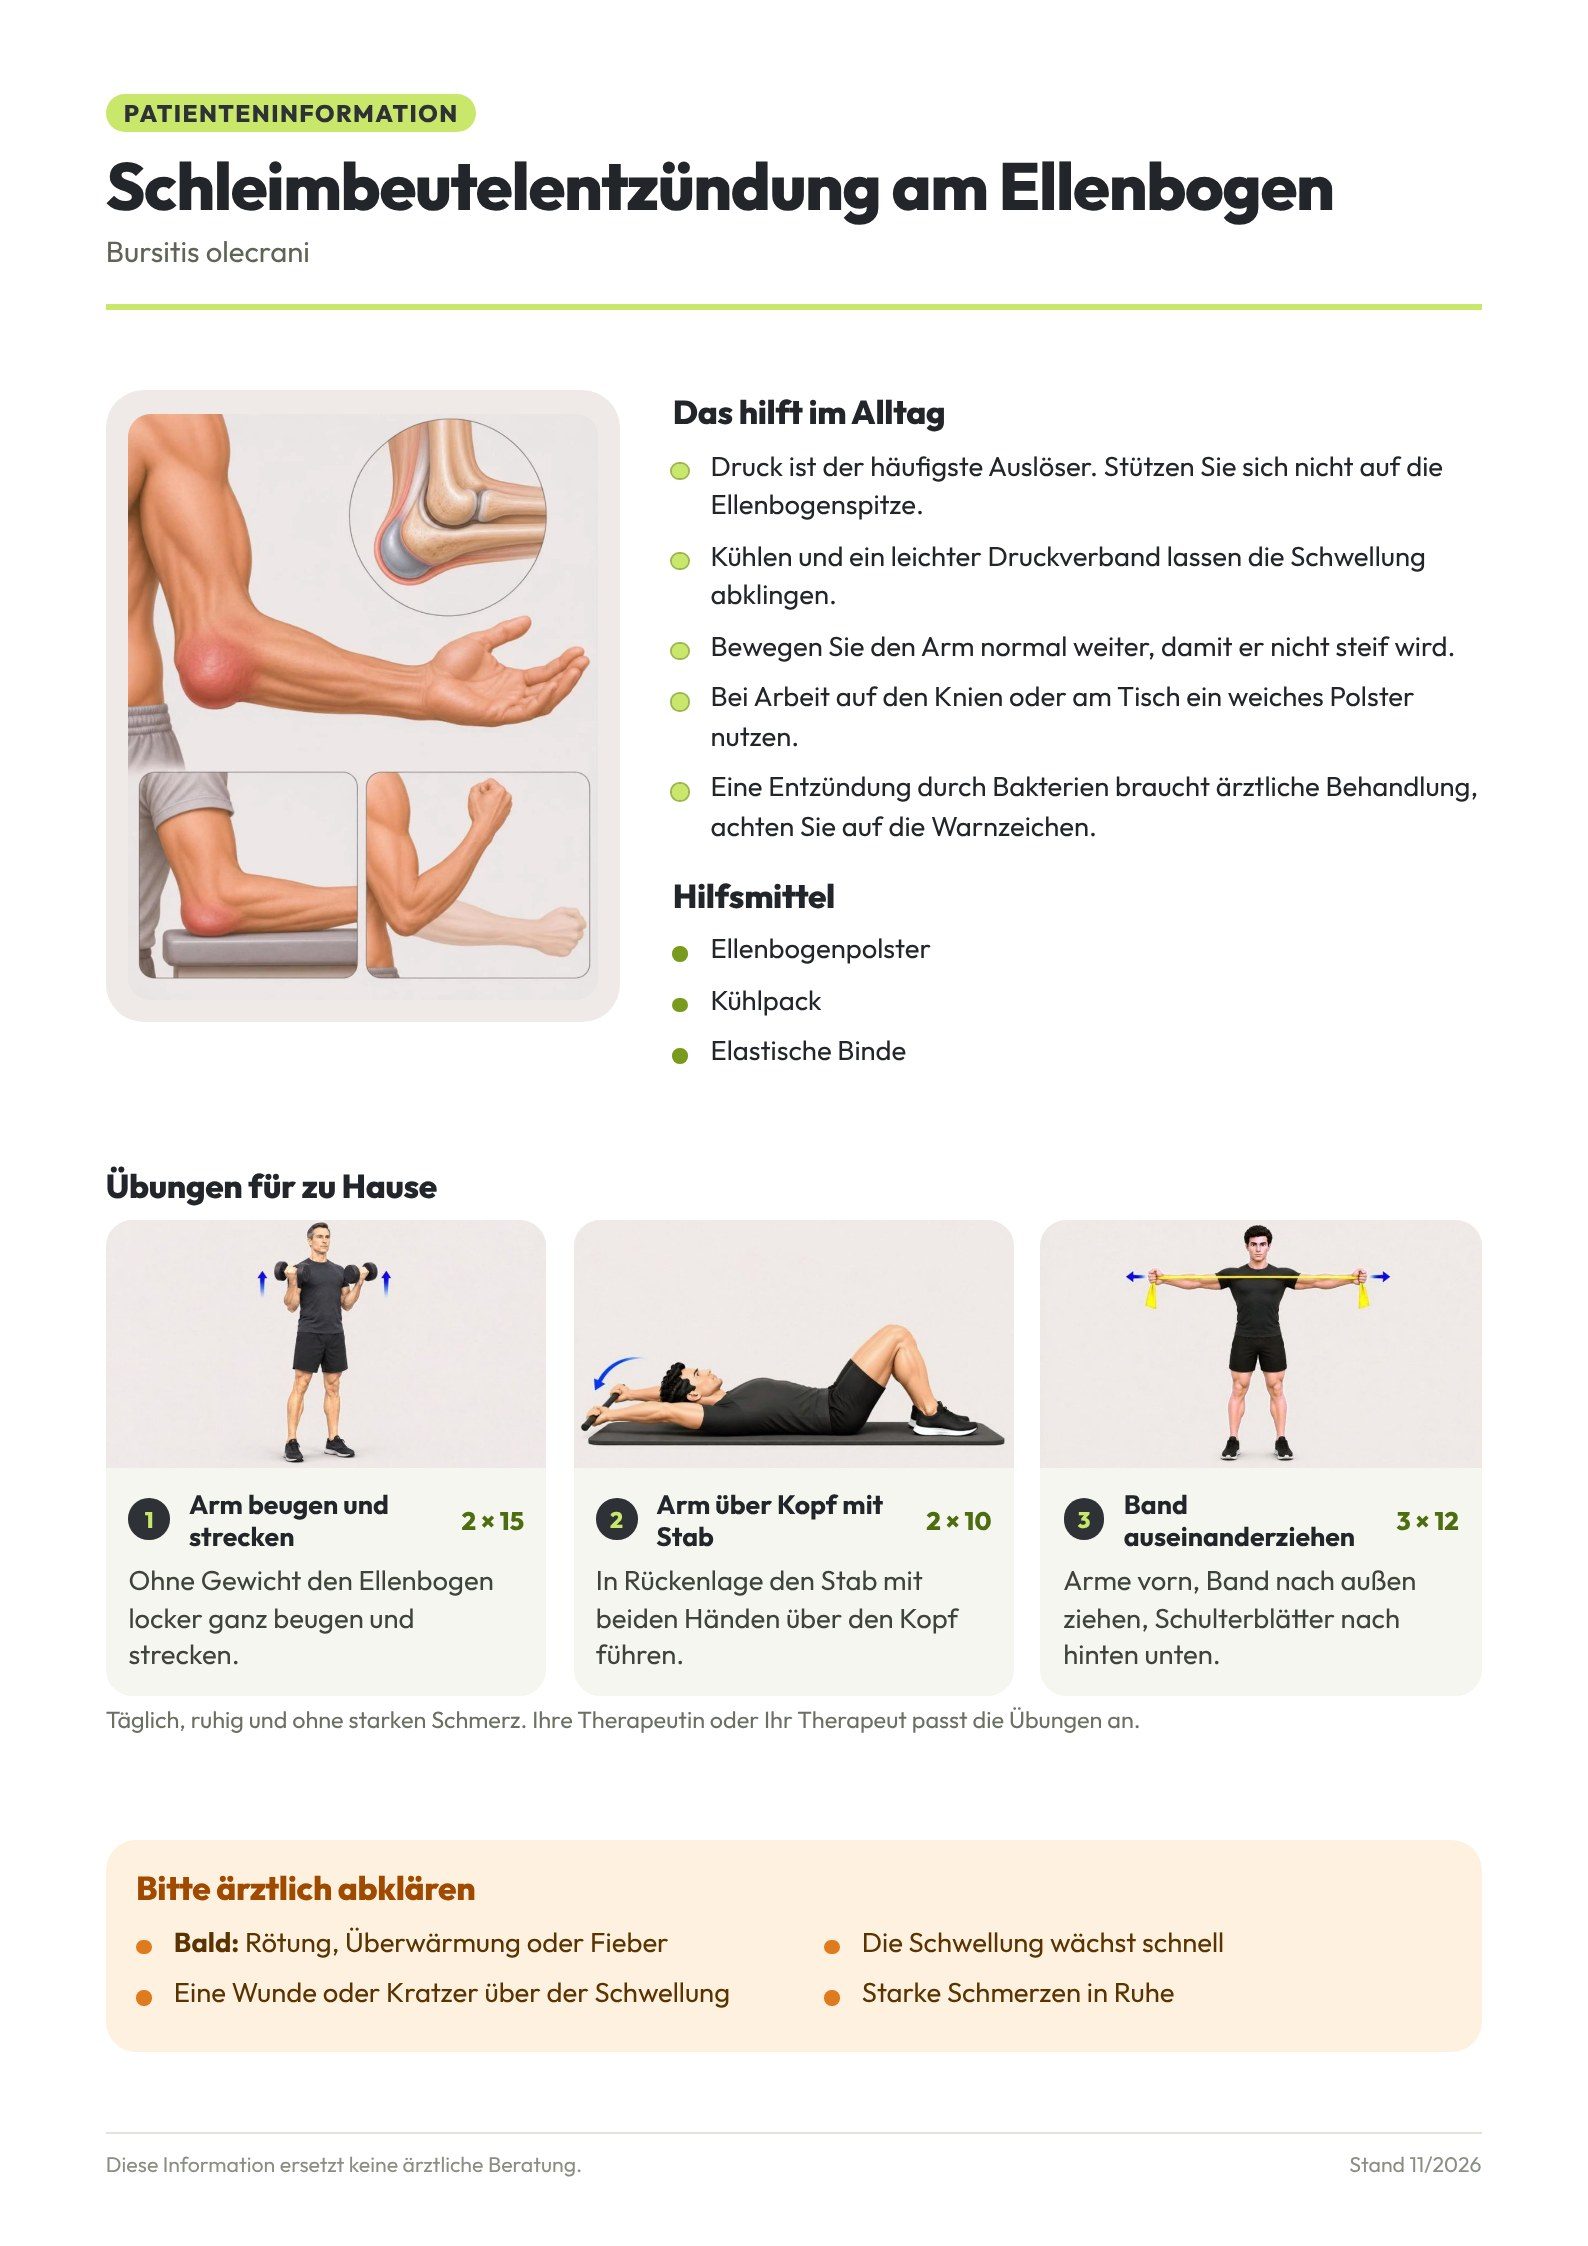 PATIENTENINFORMATION
Schleimbeutelentzündung am Ellenbogen
Bursitis olecrani
Das hilft im Alltag
Druck ist der häufigste Auslöser. Stützen Sie sich nicht auf die
Ellenbogenspitze.
Kühlen und ein leichter Druckverband lassen die Schwellung
abklingen.
Bewegen Sie den Arm normal weiter, damit er nicht steif wird.
Bei Arbeit auf den Knien oder am Tisch ein weiches Polster
nutzen.
Eine Entzündung durch Bakterien braucht ärztliche Behandlung,
achten Sie auf die Warnzeichen.
Hilfsmittel
Ellenbogenpolster
Kühlpack
Elastische Binde
Übungen für zu Hause
1 Arm beugen und
strecken
2 × 15
Ohne Gewicht den Ellenbogen
locker ganz beugen und
strecken.
2 Arm über Kopf mit
Stab
2 × 10
In Rückenlage den Stab mit
beiden Händen über den Kopf
führen.
3 Band
auseinanderziehen
3 × 12
Arme vorn, Band nach außen
ziehen, Schulterblätter nach
hinten unten.
Täglich, ruhig und ohne starken Schmerz. Ihre Therapeutin oder Ihr Therapeut passt die Übungen an.
Bitte ärztlich abklären
Bald: Rötung, Überwärmung oder Fieber
Eine Wunde oder Kratzer über der Schwellung
Die Schwellung wächst schnell
Starke Schmerzen in Ruhe
Diese Information ersetzt keine ärztliche Beratung.
Stand 11/2026